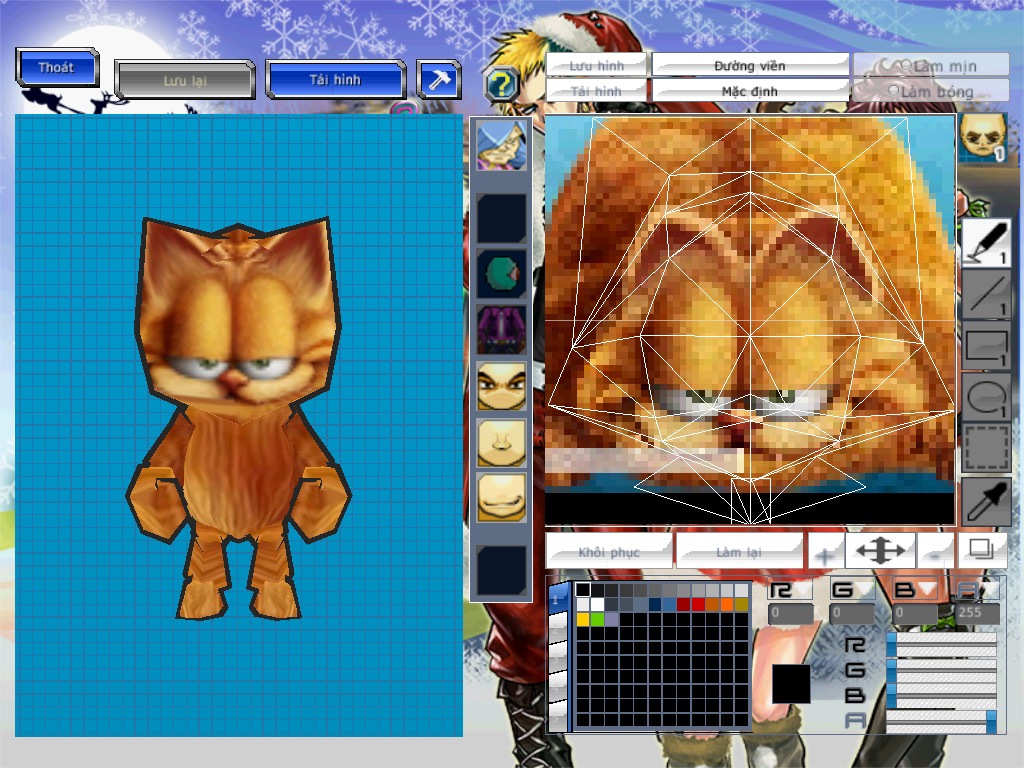 Thoát
Lưu lại
Tải hình
?
Lưu hình
Đường viền
Làm mịn
Tải hình
Mặc định
Làm bóng
1
1
1
1
1
Khôi phục
Làm lại
+
-
1
R G B A
0 0 0 255
R
G
B
A